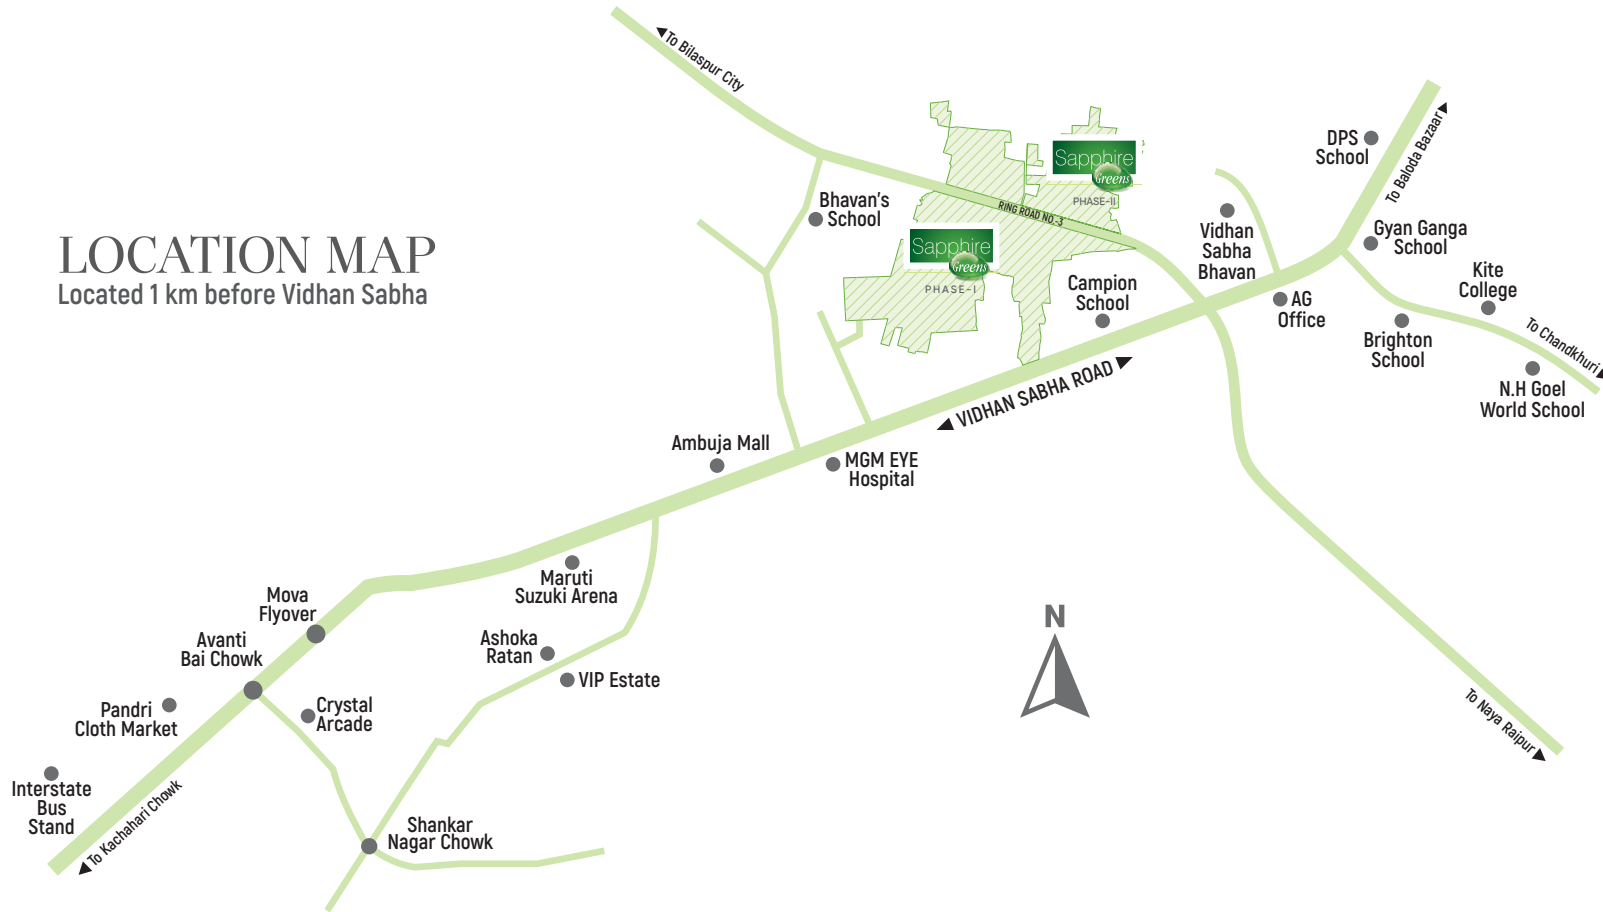 To Bilaspur City
DPS
School
To Baloda Bazaar
Sapphire
Greens
PHASE-II
Bhavan's
School
RING ROAD NO.-3
Vidhan
Sabha
Bhavan
Gyan Ganga
School
LOCATION MAP
Located 1 km before Vidhan Sabha
Sapphire
Greens
PHASE-I
Campion
School
Kite
College
AG
Office
Brighton
School
To Chandkhuri
N.H Goel
World School
VIDHAN SABHA ROAD
Ambuja Mall
MGM EYE
Hospital
Maruti
Suzuki Arena
Mova
Flyover
Avanti
Bai Chowk
Ashoka
Ratan
VIP Estate
N
Pandri
Cloth Market
Crystal
Arcade
To Naya Raipur
Interstate
Bus
Stand
To Kachahari Chowk
Shankar
Nagar Chowk